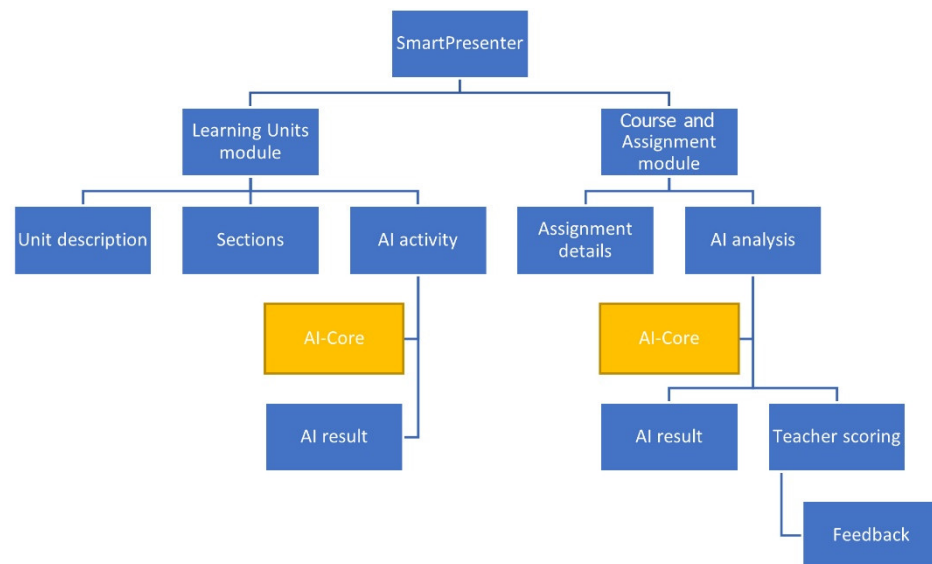 SmartPresenter
Learning Units
module
Course and
Assignment
module
Unit description
Sections
AI activity
Assignment
details
AI analysis
AI-Core
AI-Core
AI result
AI result
Teacher scoring
Feedback